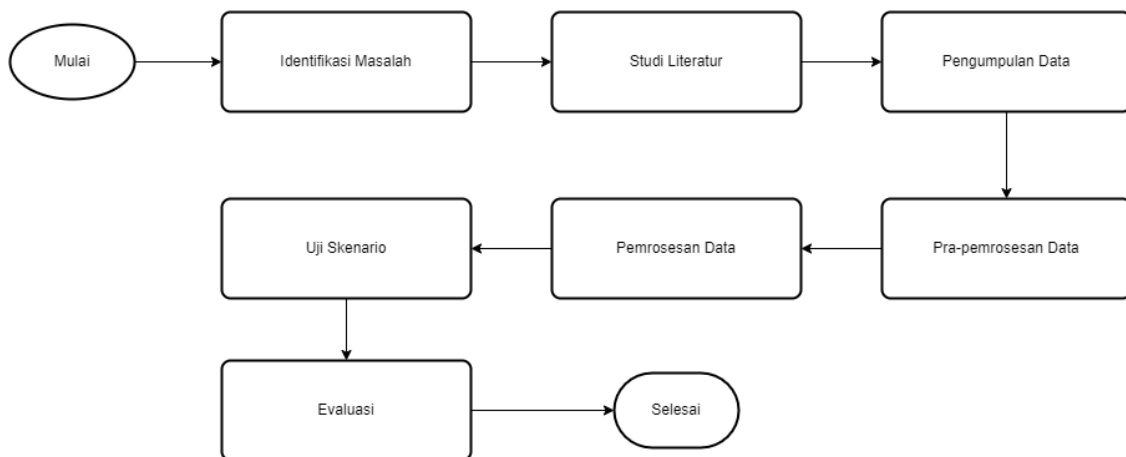 Mulai
Identifikasi Masalah
Studi Literatur
Pengumpulan Data
Pra-pemrosesan Data
Pemrosesan Data
Uji Skenario
Evaluasi
Selesai